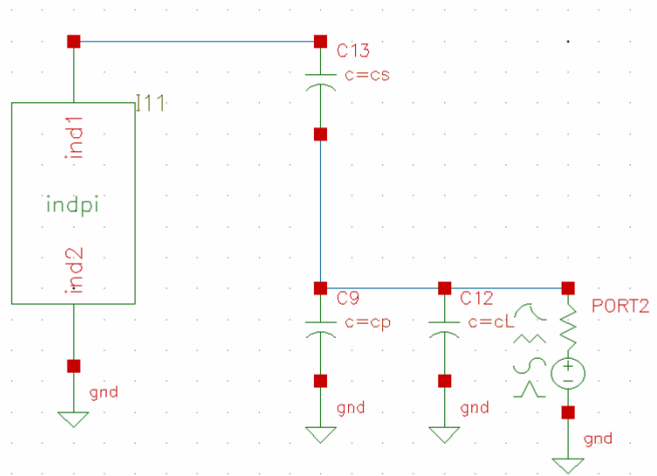 C13
c=cs
I11
ind1
indpi
ind2
C9
c=cp
C12
c=cL
PORT2
gnd
gnd
gnd
gnd